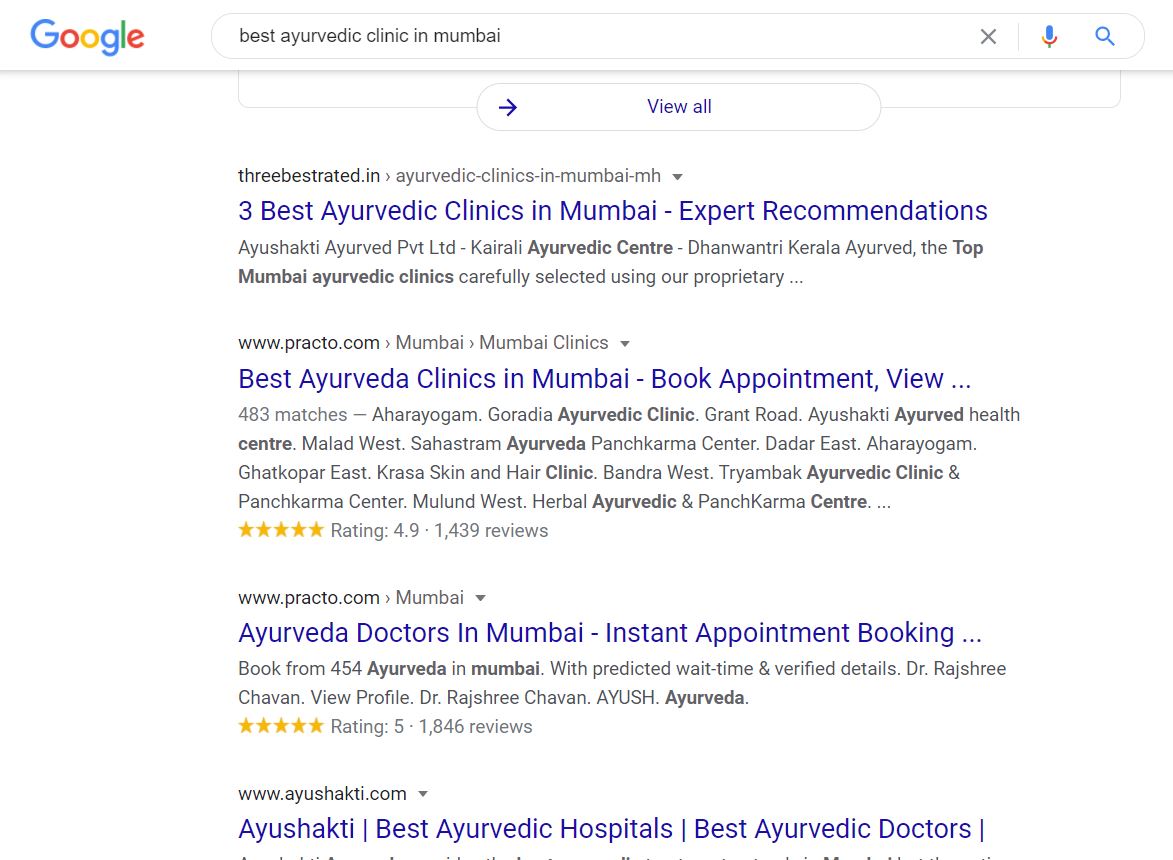 Google
best ayurvedic clinic in mumbai
View all
threebestrated.in › ayurvedic-clinics-in-mumbai-mh
3 Best Ayurvedic Clinics in Mumbai - Expert Recommendations
Ayushakti Ayurved Pvt Ltd - Kairali Ayurvedic Centre - Dhanwantri Kerala Ayurved, the Top
Mumbai ayurvedic clinics carefully selected using our proprietary ...
www.practo.com › Mumbai › Mumbai Clinics
Best Ayurveda Clinics in Mumbai - Book Appointment, View ...
483 matches — Aharayogam. Goradia Ayurvedic Clinic. Grant Road. Ayushakti Ayurved health
centre. Malad West. Sahastram Ayurveda Panchkarma Center. Dadar East. Aharayogam.
Ghatkopar East. Krasa Skin and Hair Clinic. Bandra West. Tryambak Ayurvedic Clinic &
Panchkarma Center. Mulund West. Herbal Ayurvedic & PanchKarma Centre. ...
Rating: 4.9 · 1,439 reviews
www.practo.com › Mumbai
Ayurveda Doctors In Mumbai - Instant Appointment Booking ...
Book from 454 Ayurveda in mumbai. With predicted wait-time & verified details. Dr. Rajshree
Chavan. View Profile. Dr. Rajshree Chavan. AYUSH. Ayurveda.
Rating: 5 · 1,846 reviews
www.ayushakti.com
Ayushakti | Best Ayurvedic Hospitals | Best Ayurvedic Doctors |